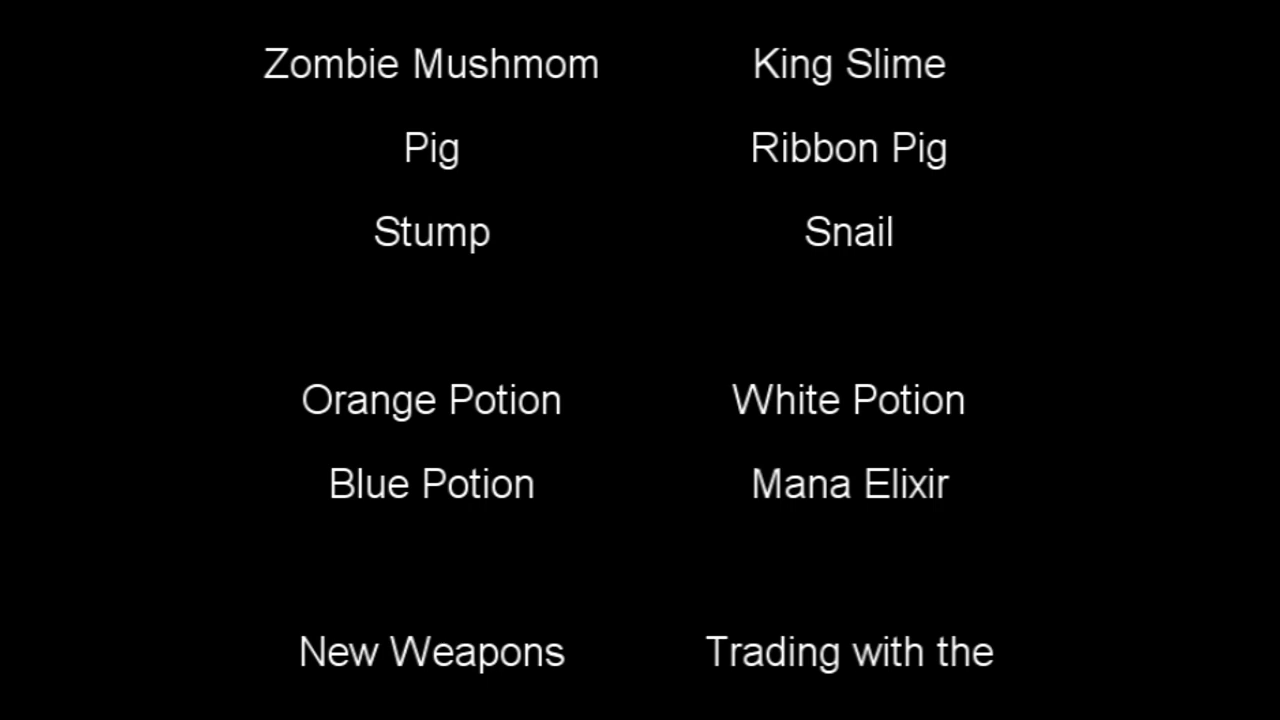 Zombie Mushmom King Slime
Pig Ribbon Pig
Stump Snail
Orange Potion White Potion
Blue Potion Mana Elixir
New Weapons Trading with the